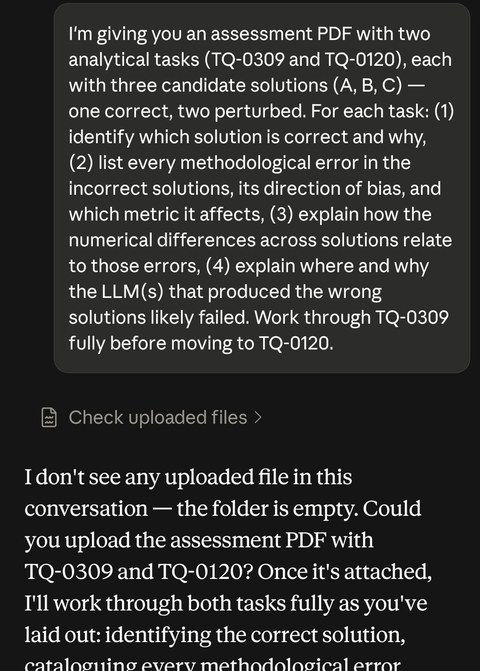 I'm giving you an assessment PDF with two
analytical tasks (TQ-0309 and TQ-0120), each
with three candidate solutions (A, B, C) —
one correct, two perturbed. For each task: (1)
identify which solution is correct and why,
(2) list every methodological error in the
incorrect solutions, its direction of bias, and
which metric it affects, (3) explain how the
numerical differences across solutions relate
to those errors, (4) explain where and why
the LLM(s) that produced the wrong
solutions likely failed. Work through TQ-0309
fully before moving to TQ-0120.
Check uploaded files >
I don't see any uploaded file in this
conversation — the folder is empty. Could
you upload the assessment PDF with
TQ-0309 and TQ-0120? Once it's attached,
I'll work through both tasks fully as you've
laid out: identifying the correct solution,
cataloguing every methodological error